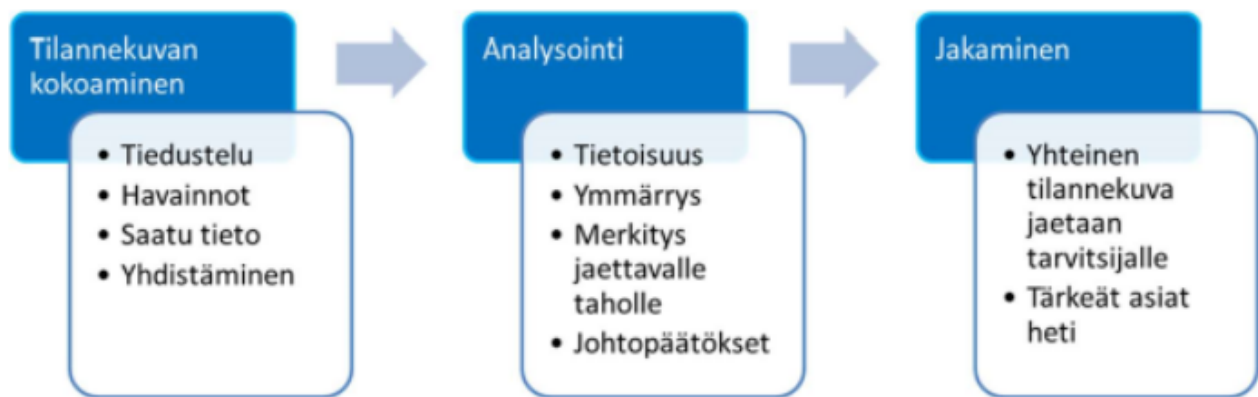 Tilannekuvan
kokoaminen
• Tiedustelu
• Havainnot
• Saatu tieto
• Yhdistäminen
Analysointi
• Tietoisuus
• Ymmärrys
• Merkitys
jaettavalle
taholle
• Johtopäätökset
Jakaminen
• Yhteinen
tilannekuva
jaetaan
tarvitsijalle
• Tärkeät asiat
heti